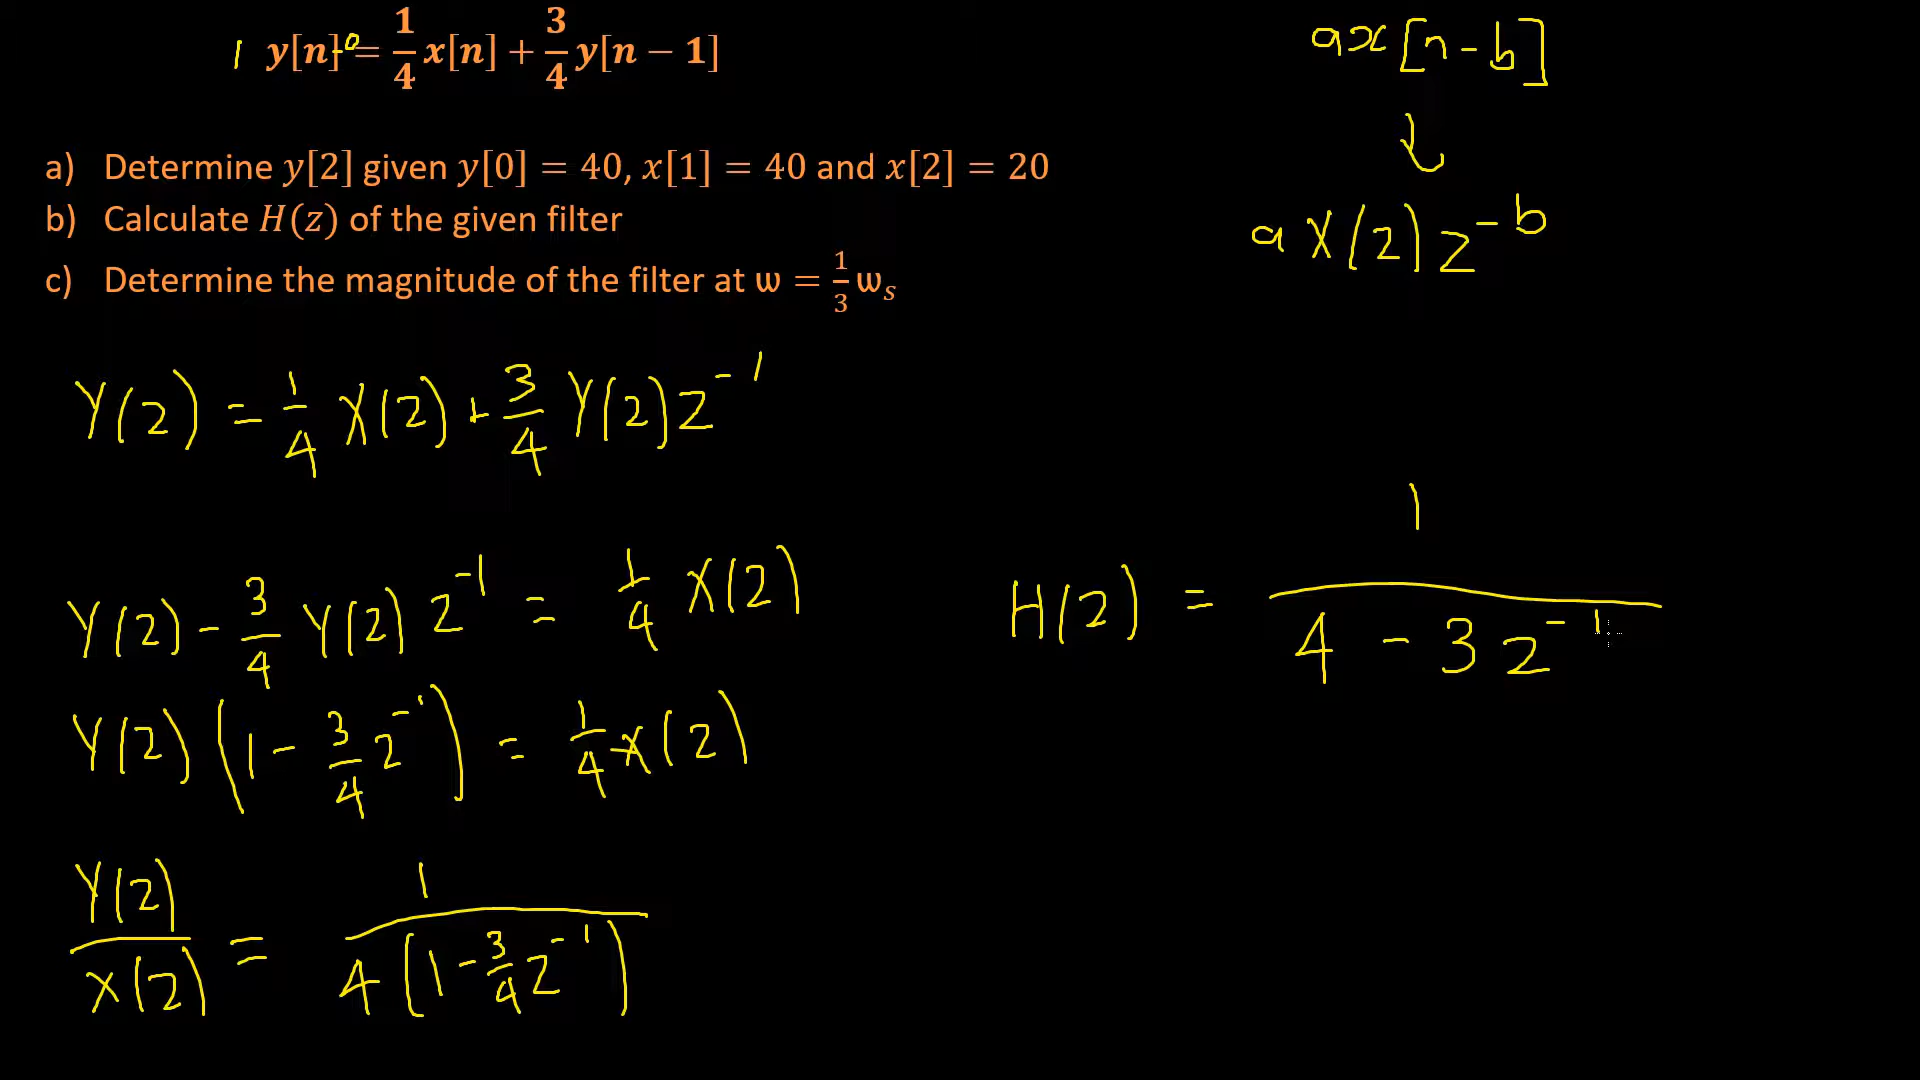 1 y[n-0] = 1/4 x[n] + 3/4 y[n − 1]
a) Determine y[2] given y[0] = 40, x[1] = 40 and x[2] = 20
b) Calculate H(z) of the given filter
c) Determine the magnitude of the filter at w = 1/3 w_s
ax[n-b]
↓
a X(z) z^-b
Y(z) = 1/4 X(z) + 3/4 Y(z) z^-1
Y(z) - 3/4 Y(z) z^-1 = 1/4 X(z)
Y(z) (1 - 3/4 z^-1) = 1/4 X(z)
Y(z)/X(z) = 1/(4(1 - 3/4 z^-1))
H(z) = 1/(4 - 3z^-1)